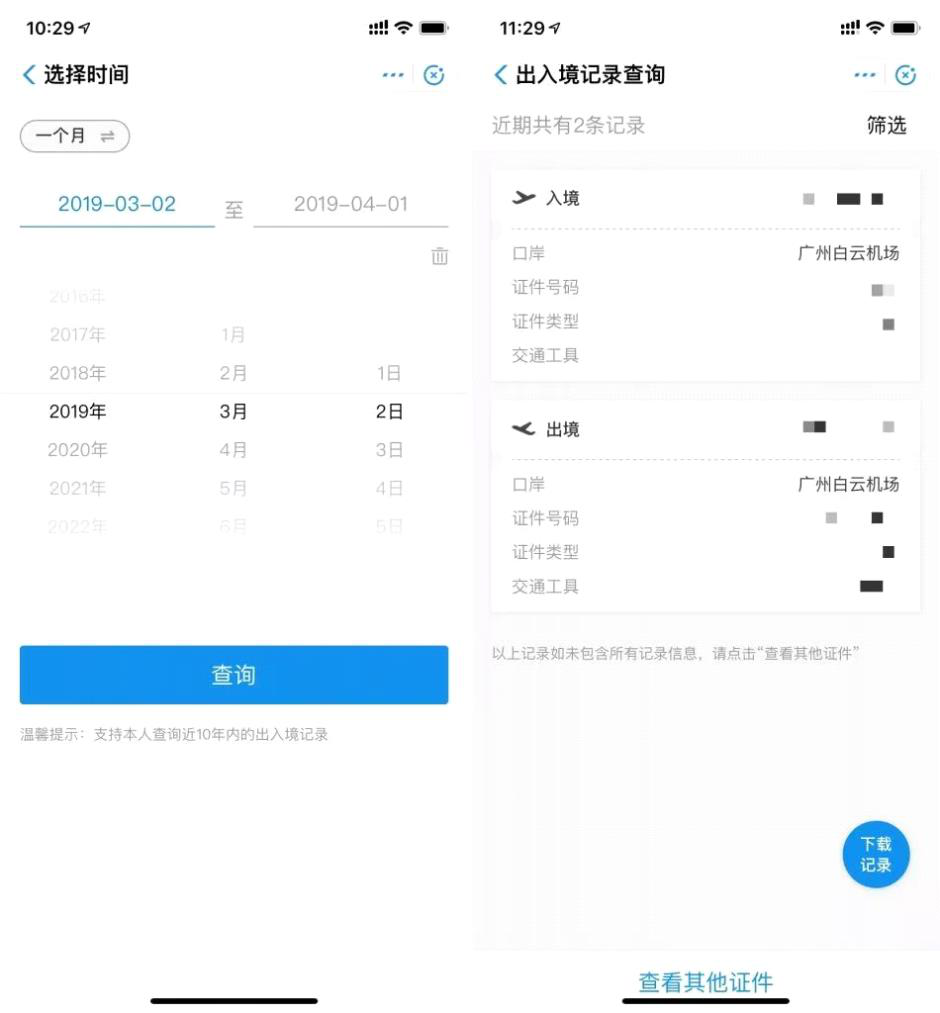 10:29
选择时间
一个月
2019-03-02 至 2019-04-01
2016年
2017年 1月
2018年 2月 1日
2019年 3月 2日
2020年 4月 3日
2021年 5月 4日
2022年 6月 5日
查询
温馨提示：支持本人查询近10年内的出入境记录
11:29
出入境记录查询
近期共有2条记录 筛选
入境
口岸 广州白云机场
证件号码
证件类型
交通工具
出境
口岸 广州白云机场
证件号码
证件类型
交通工具
以上记录如未包含所有记录信息，请点击“查看其他证件”
下载
记录
查看其他证件